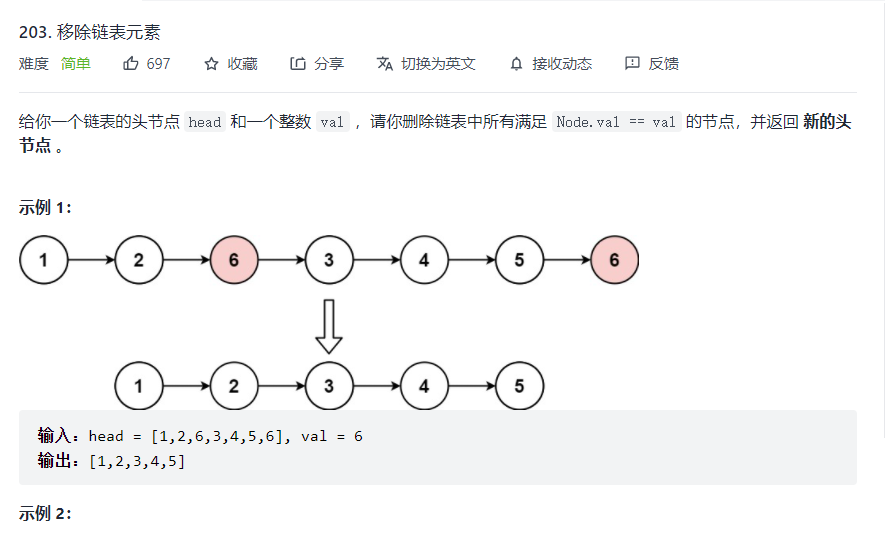 203. 移除链表元素
难度 简单 697 收藏 分享 切换为英文 接收动态 反馈
给你一个链表的头节点 head 和一个整数 val ，请你删除链表中所有满足 Node.val == val 的节点，并返回 新的头
节点 。
示例 1：
1 2 6 3 4 5 6
1 2 3 4 5
输入：head = [1,2,6,3,4,5,6], val = 6
输出：[1,2,3,4,5]
示例 2：